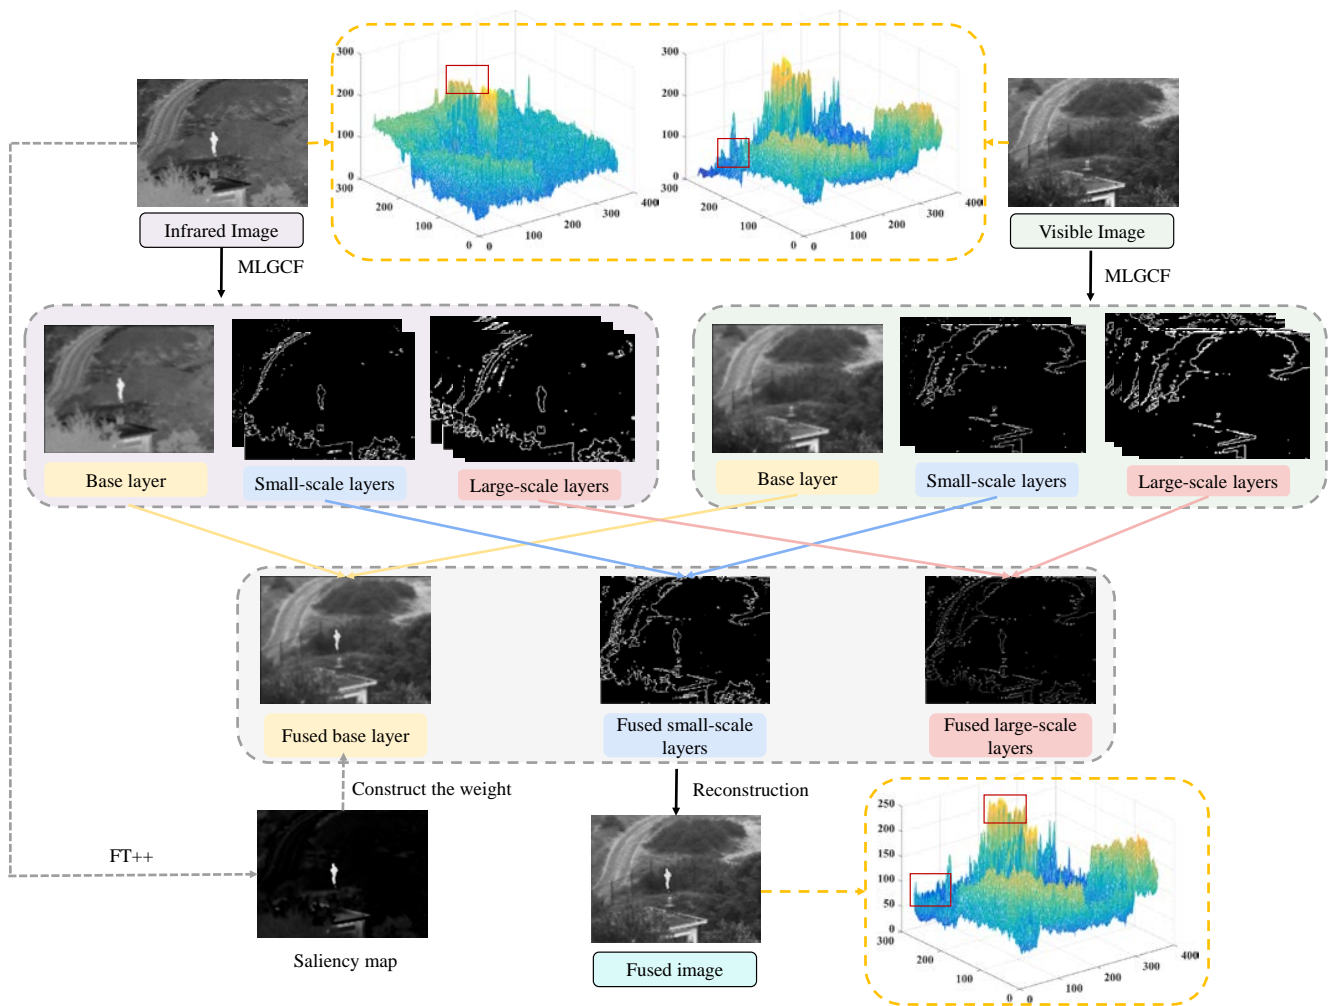 300
200
100
0
300
200
100
0
0
100
200
300
400
300
200
100
0
300
200
100
0
0
100
200
300
400
Infrared Image
Visible Image
MLGCF
MLGCF
Base layer
Small-scale layers
Large-scale layers
Base layer
Small-scale layers
Large-scale layers
Fused base layer
Fused small-scale
layers
Fused large-scale
layers
Construct the weight
Reconstruction
FT++
Saliency map
Fused image
250
200
150
100
50
0
300
200
100
0
0
100
200
300
400